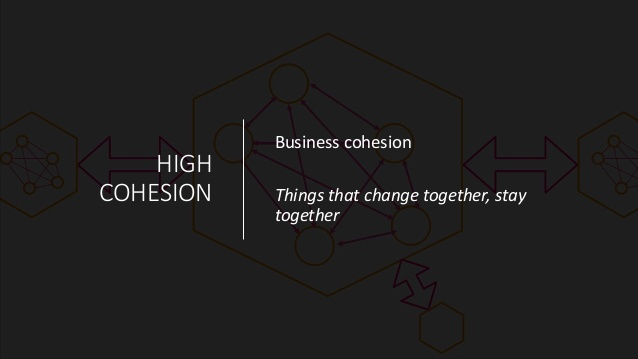 HIGH
COHESION
Business cohesion
Things that change together, stay
together